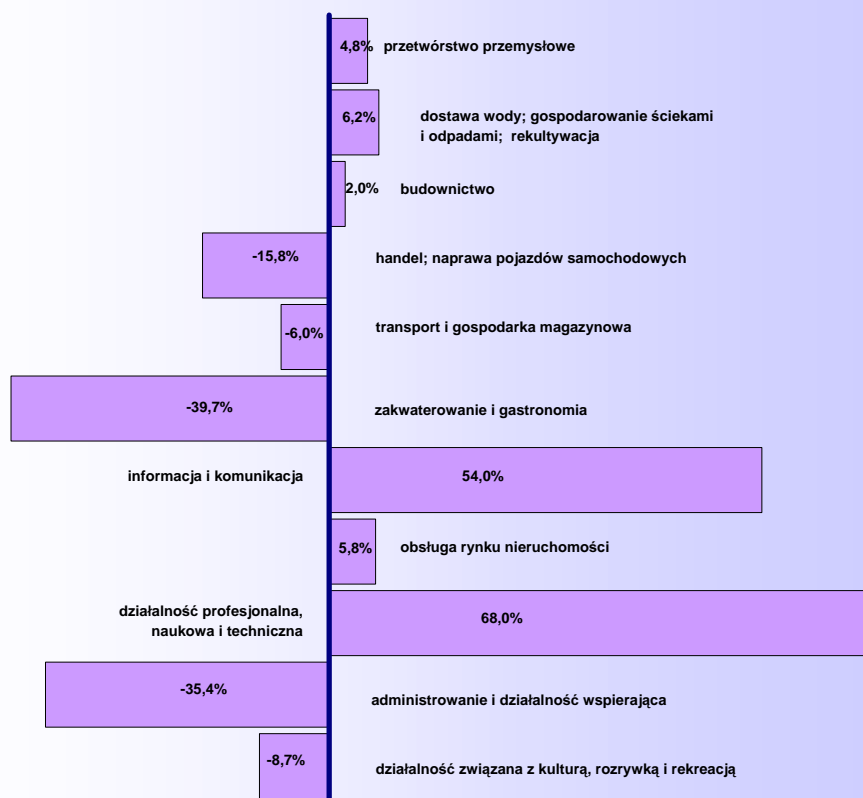 4,8% przetwórstwo przemysłowe
6,2% dostawa wody; gospodarowanie ściekami
i odpadami; rekultywacja
2,0% budownictwo
-15,8% handel; naprawa pojazdów samochodowych
-6,0% transport i gospodarka magazynowa
-39,7% zakwaterowanie i gastronomia
informacja i komunikacja 54,0%
5,8% obsługa rynku nieruchomości
działalność profesjonalna,
naukowa i techniczna 68,0%
-35,4% administrowanie i działalność wspierająca
-8,7% działalność związana z kulturą, rozrywką i rekreacją